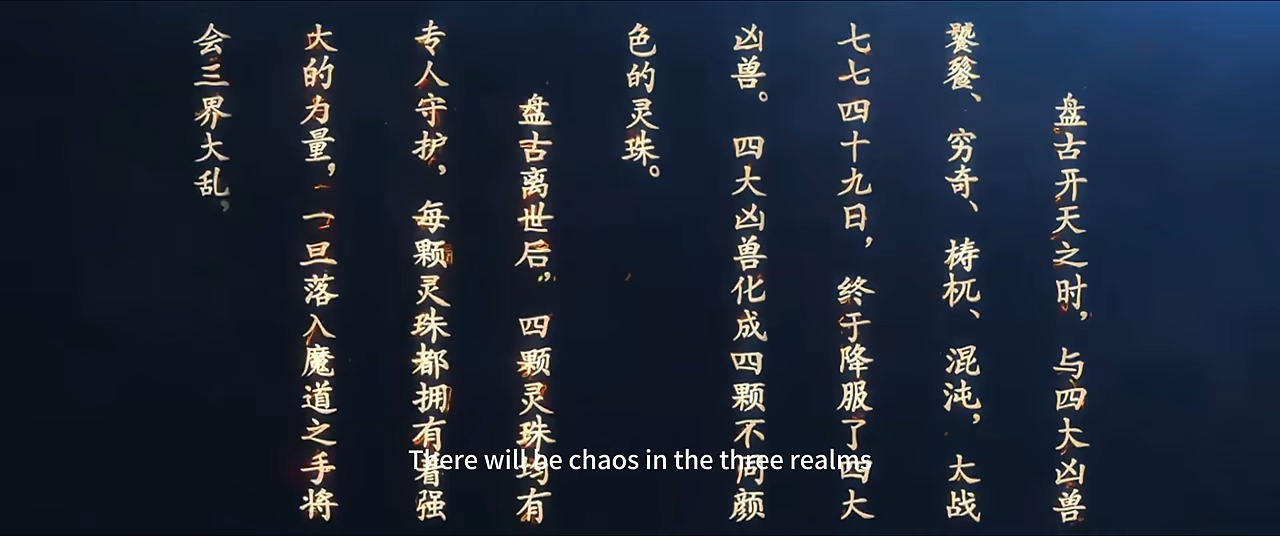 盘古开天之时，与四大凶兽
饕餮、穷奇、梼杌、混沌，大战
七七四十九日，终于降服了四大
凶兽。四大凶兽化成四颗不同颜
色的灵珠。
盘古离世后，四颗灵珠均有
专人守护，每颗灵珠都拥有着强
大的为量，一旦落入魔道之手将
会三界大乱，
There will be chaos in the three realms